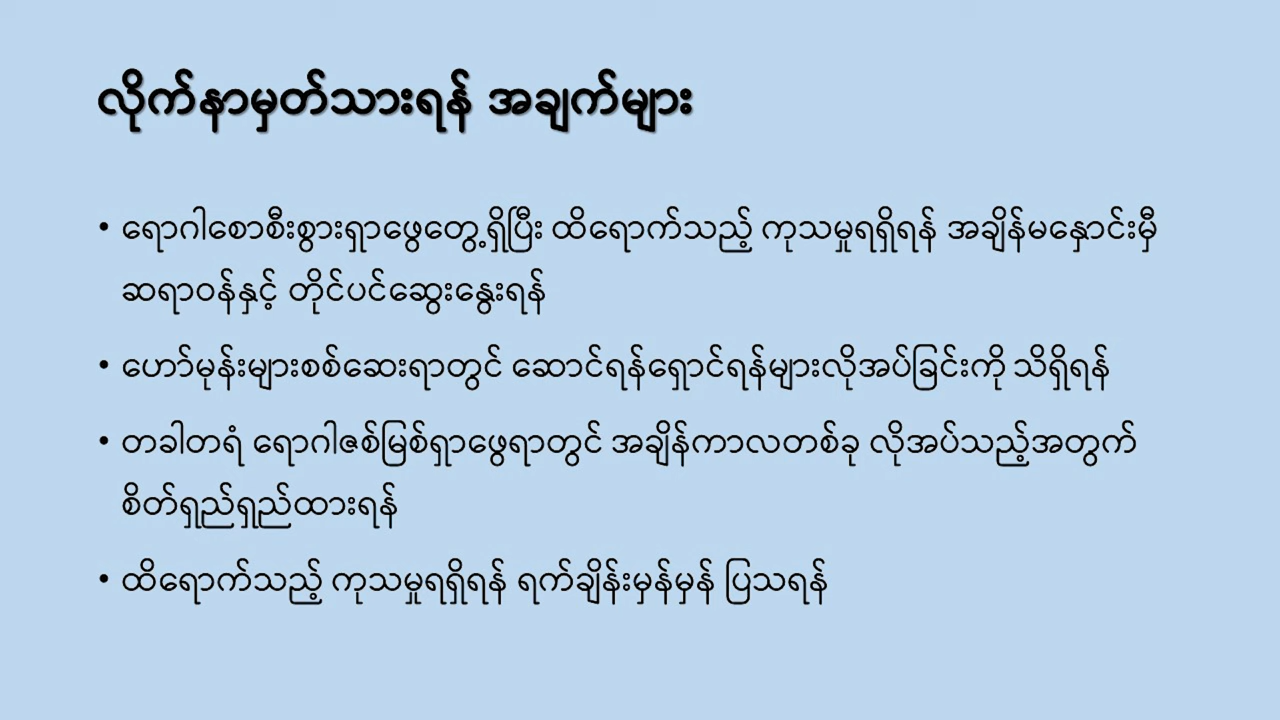 လိုက်နာမှတ်သားရန် အချက်များ
• ရောဂါစောစီးစွားရှာဖွေတွေ့ရှိပြီး ထိရောက်သည့် ကုသမှုရရှိရန် အချိန်မနှောင်းမှီ
ဆရာဝန်နှင့် တိုင်ပင်ဆွေးနွေးရန်
• ဟော်မုန်းများစစ်ဆေးရာတွင် ဆောင်ရန်ရှောင်ရန်များလိုအပ်ခြင်းကို သိရှိရန်
• တခါတရံ ရောဂါဇစ်မြစ်ရှာဖွေရာတွင် အချိန်ကာလတစ်ခု လိုအပ်သည့်အတွက်
စိတ်ရှည်ရှည်ထားရန်
• ထိရောက်သည့် ကုသမှုရရှိရန် ရက်ချိန်းမှန်မှန် ပြသရန်